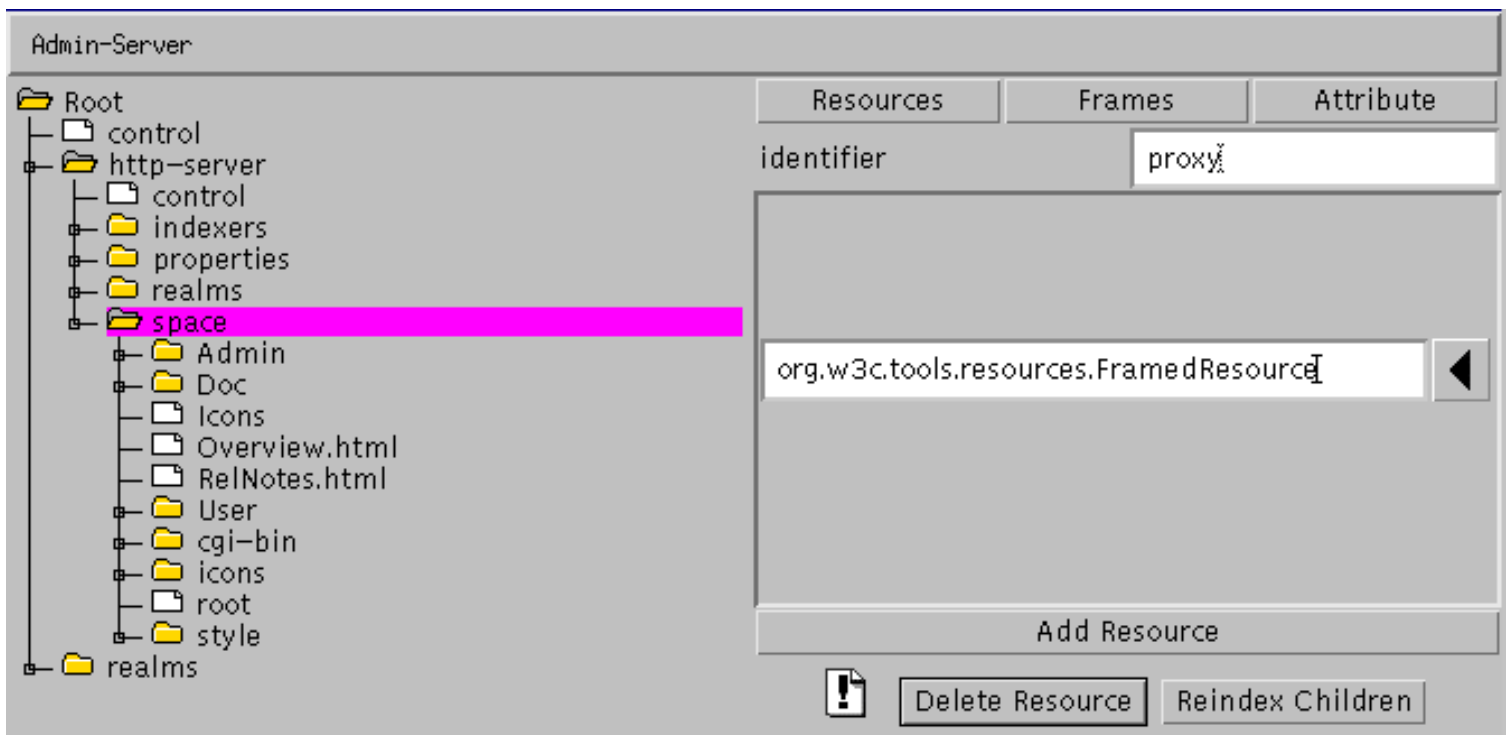 Admin-Server
Root
control
http-server
control
indexers
properties
realms
space
Admin
Doc
Icons
Overview.html
RelNotes.html
User
cgi-bin
icons
root
style
realms
Resources Frames Attribute
identifier proxy
org.w3c.tools.resources.FramedResource
Add Resource
Delete Resource Reindex Children